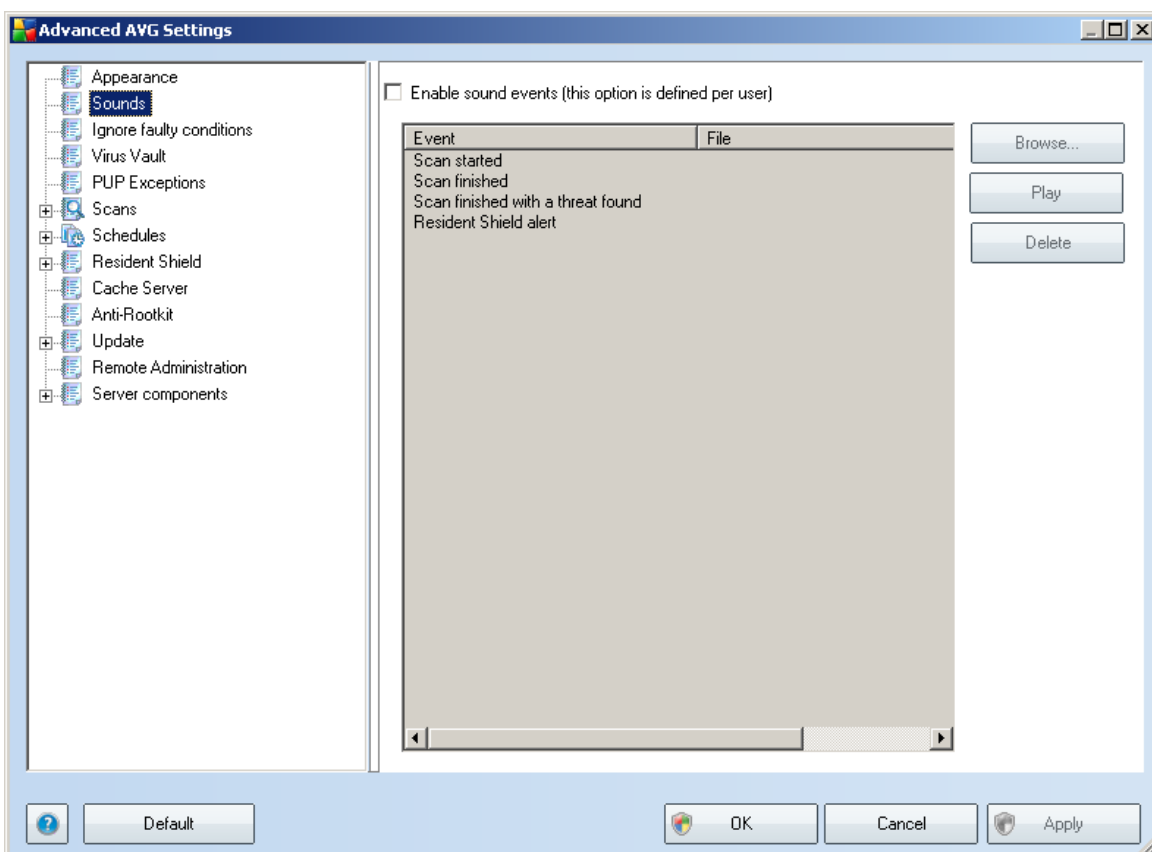 Advanced AVG Settings
Appearance
Sounds
Ignore faulty conditions
Virus Vault
PUP Exceptions
Scans
Schedules
Resident Shield
Cache Server
Anti-Rootkit
Update
Remote Administration
Server components
Enable sound events (this option is defined per user)
Event File
Scan started
Scan finished
Scan finished with a threat found
Resident Shield alert
Browse...
Play
Delete
Default
OK
Cancel
Apply